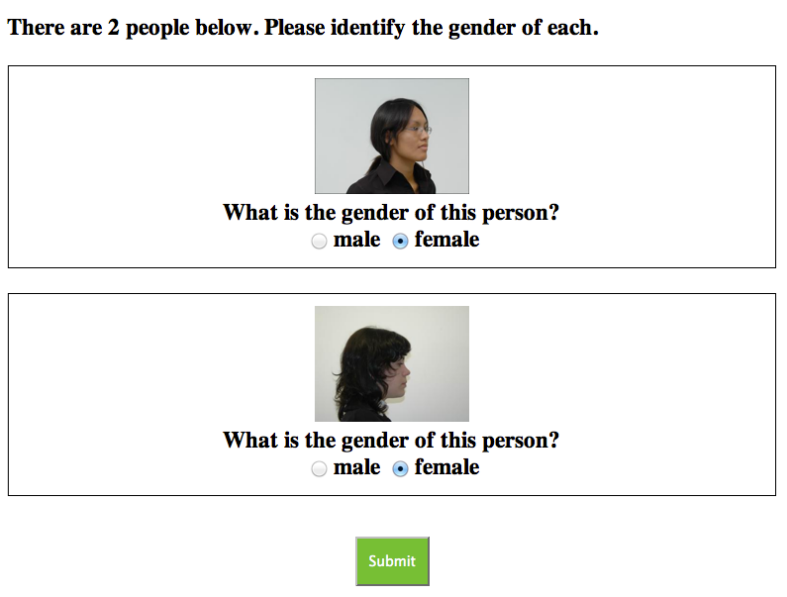 There are 2 people below. Please identify the gender of each.
What is the gender of this person?
male female
What is the gender of this person?
male female
Submit